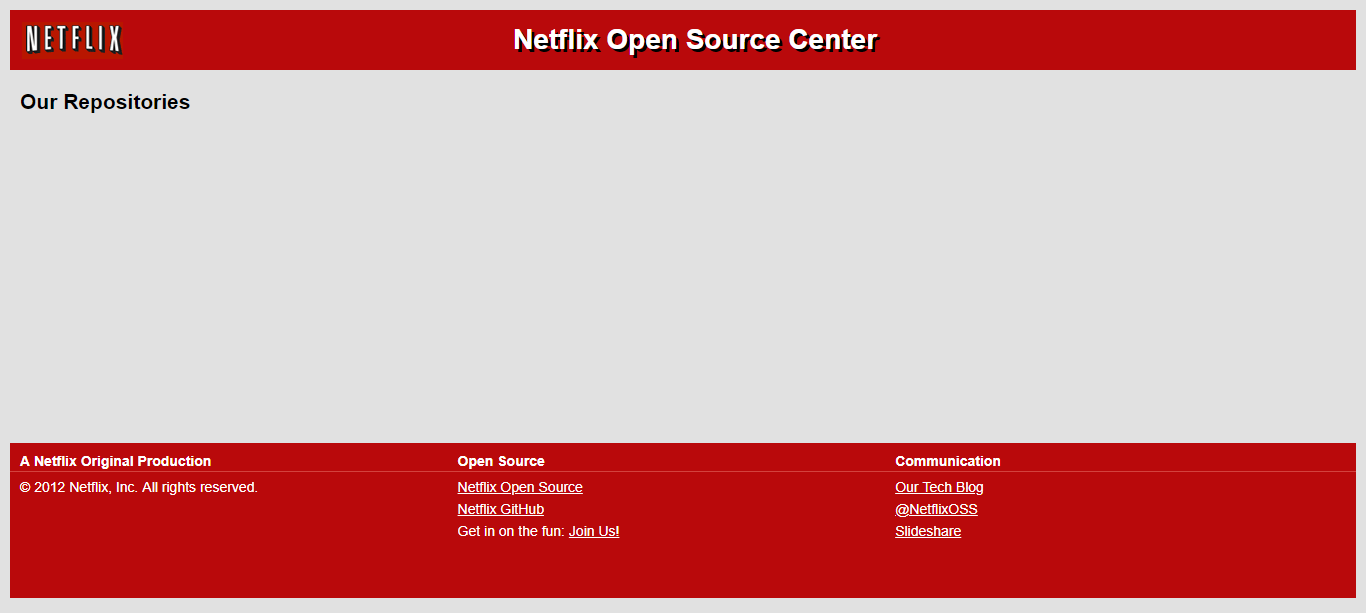 NETFLIX
Netflix Open Source Center
Our Repositories
A Netflix Original Production
© 2012 Netflix, Inc. All rights reserved.
Open Source
Netflix Open Source
Netflix GitHub
Get in on the fun: Join Us!
Communication
Our Tech Blog
@NetflixOSS
Slideshare